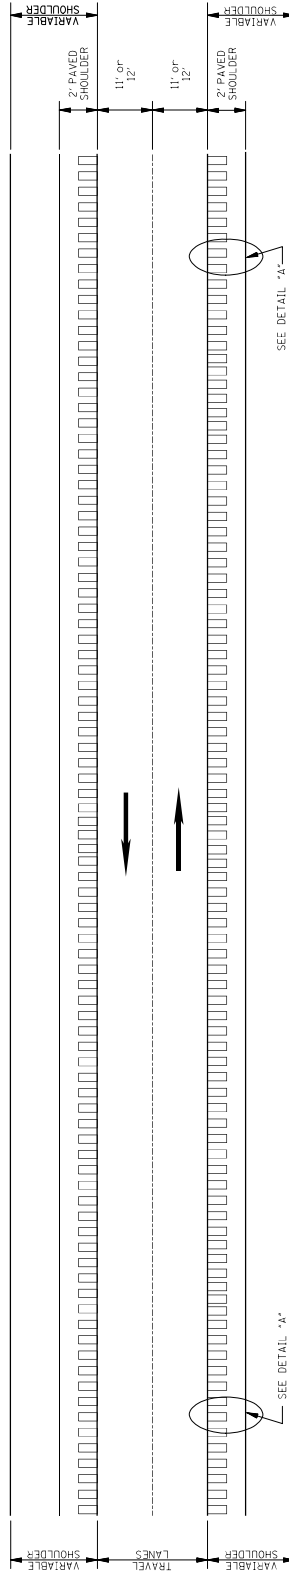 VARIABLE
SHOULDER
2' PAVED
SHOULDER
11' or
12'
11' or
12'
2' PAVED
SHOULDER
VARIABLE
SHOULDER
SEE DETAIL "A"
SEE DETAIL "A"
VARIABLE
SHOULDER
TRAVEL
LANES
VARIABLE
SHOULDER